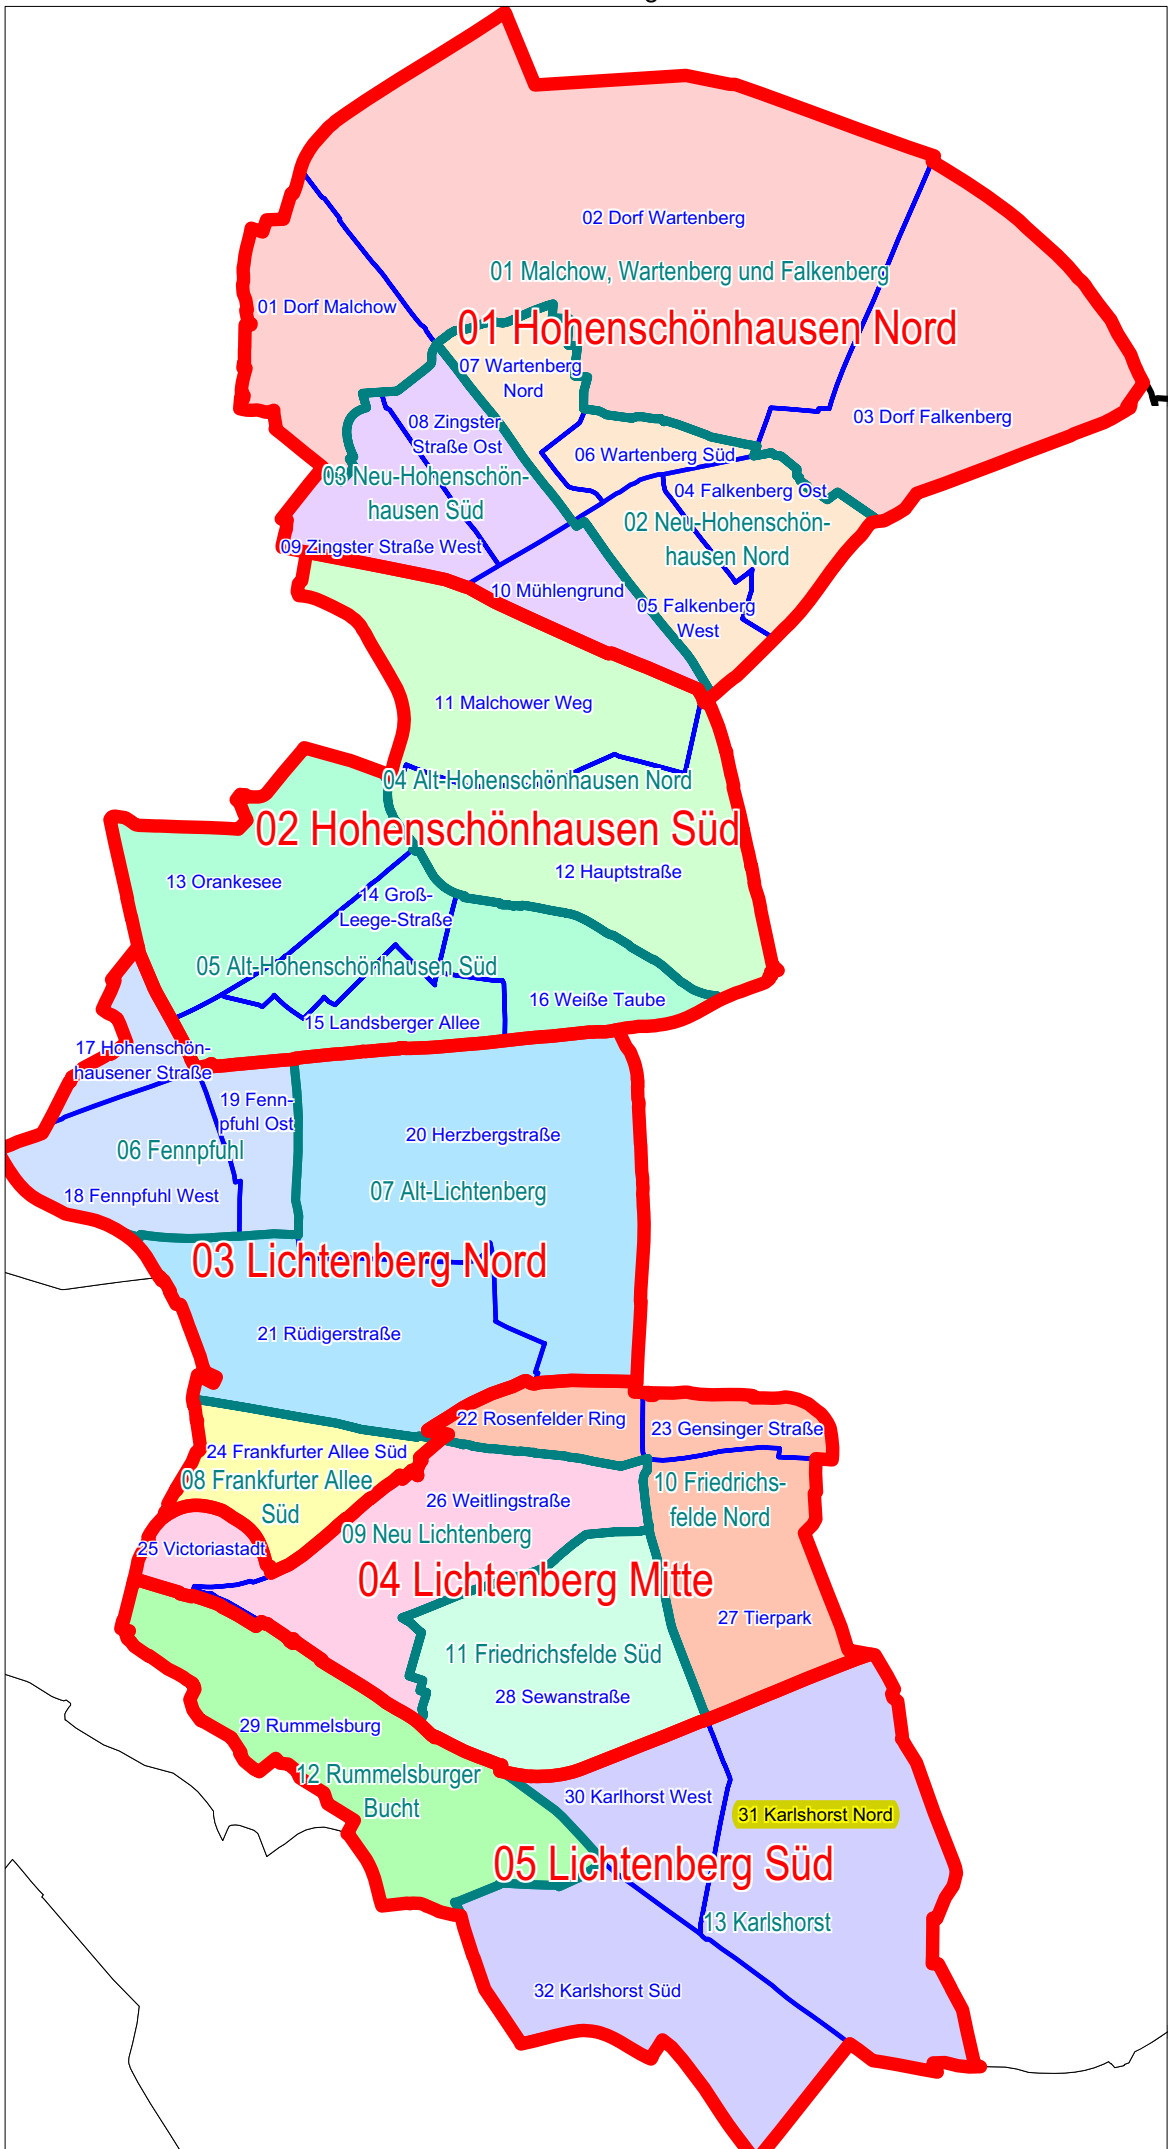 02 Dorf Wartenberg
01 Malchow, Wartenberg und Falkenberg
01 Dorf Malchow
01 Hohenschönhausen Nord
07 Wartenberg
Nord
03 Dorf Falkenberg
08 Zingster
Straße Ost
06 Wartenberg Süd
03 Neu-Hohenschön-
hausen Süd
04 Falkenberg Ost
02 Neu-Hohenschön-
hausen Nord
09 Zingster Straße West
10 Mühlengrund
05 Falkenberg
West
11 Malchower Weg
04 Alt-Hohenschönhausen Nord
02 Hohenschönhausen Süd
12 Hauptstraße
13 Orankesee
14 Groß-
Leege-Straße
05 Alt-Hohenschönhausen Süd
16 Weiße Taube
15 Landsberger Allee
17 Hohenschön-
hausener Straße
19 Fenn-
pfuhl Ost
20 Herzbergstraße
06 Fennpfuhl
18 Fennpfuhl West
07 Alt-Lichtenberg
03 Lichtenberg Nord
21 Rüdigerstraße
22 Rosenfelder Ring
23 Gensinger Straße
24 Frankfurter Allee Süd
08 Frankfurter Allee
Süd
10 Friedrichs-
felde Nord
26 Weitlingstraße
09 Neu Lichtenberg
25 Victoriastadt
04 Lichtenberg Mitte
27 Tierpark
11 Friedrichsfelde Süd
28 Sewanstraße
29 Rummelsburg
12 Rummelsburger
Bucht
30 Karlhorst West
31 Karlshorst Nord
05 Lichtenberg Süd
13 Karlshorst
32 Karlshorst Süd